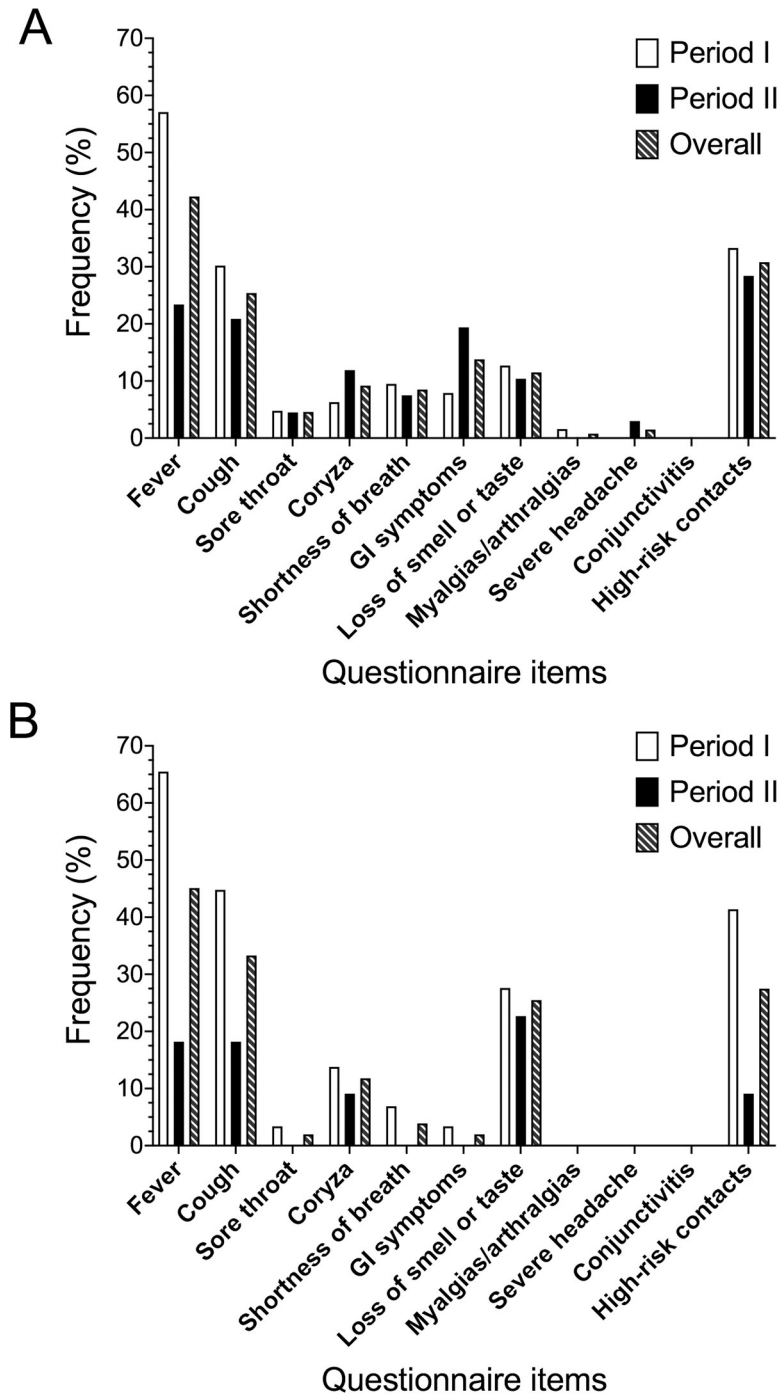 A
Period I
Period II
Overall
Frequency (%)
70
60
50
40
30
20
10
0
Fever
Cough
Sore throat
Coryza
Shortness of breath
GI symptoms
Loss of smell or taste
Myalgias/arthralgias
Severe headache
Conjunctivitis
High-risk contacts
Questionnaire items
B
Period I
Period II
Overall
Frequency (%)
70
60
50
40
30
20
10
0
Fever
Cough
Sore throat
Coryza
Shortness of breath
GI symptoms
Loss of smell or taste
Myalgias/arthralgias
Severe headache
Conjunctivitis
High-risk contacts
Questionnaire items